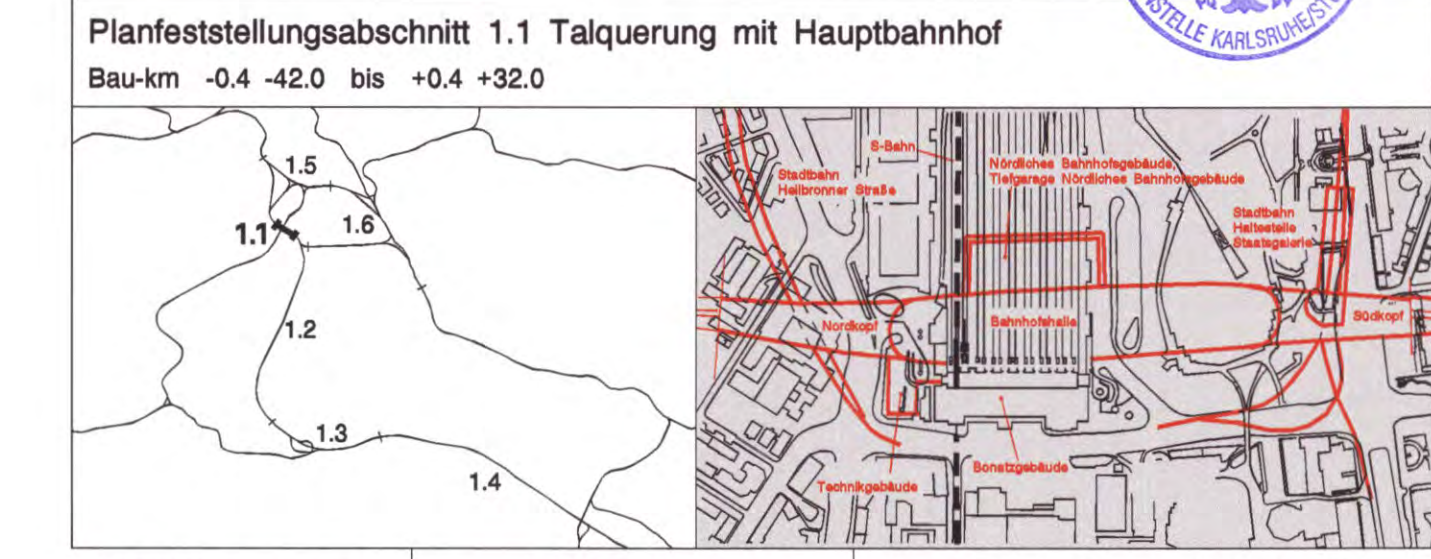 NSTELLE KARLSRUHE/ST
Planfeststellungsabschnitt 1.1 Talquerung mit Hauptbahnhof
Bau-km -0.4 -42.0 bis +0.4 +32.0
1.5
1.6
1.1
1.2
1.3
1.4
S-Bahn
Stadtbahn
Heilbronner Straße
Nördliches Bahnhofsgebäude,
Tiefgarage Nördliches Bahnhofsgebäude
Stadtbahn
Haltestelle
Staatsgalerie
Nordkopf
Bahnhofshalle
Südkopf
Technikgebäude
Bonatzgebäude